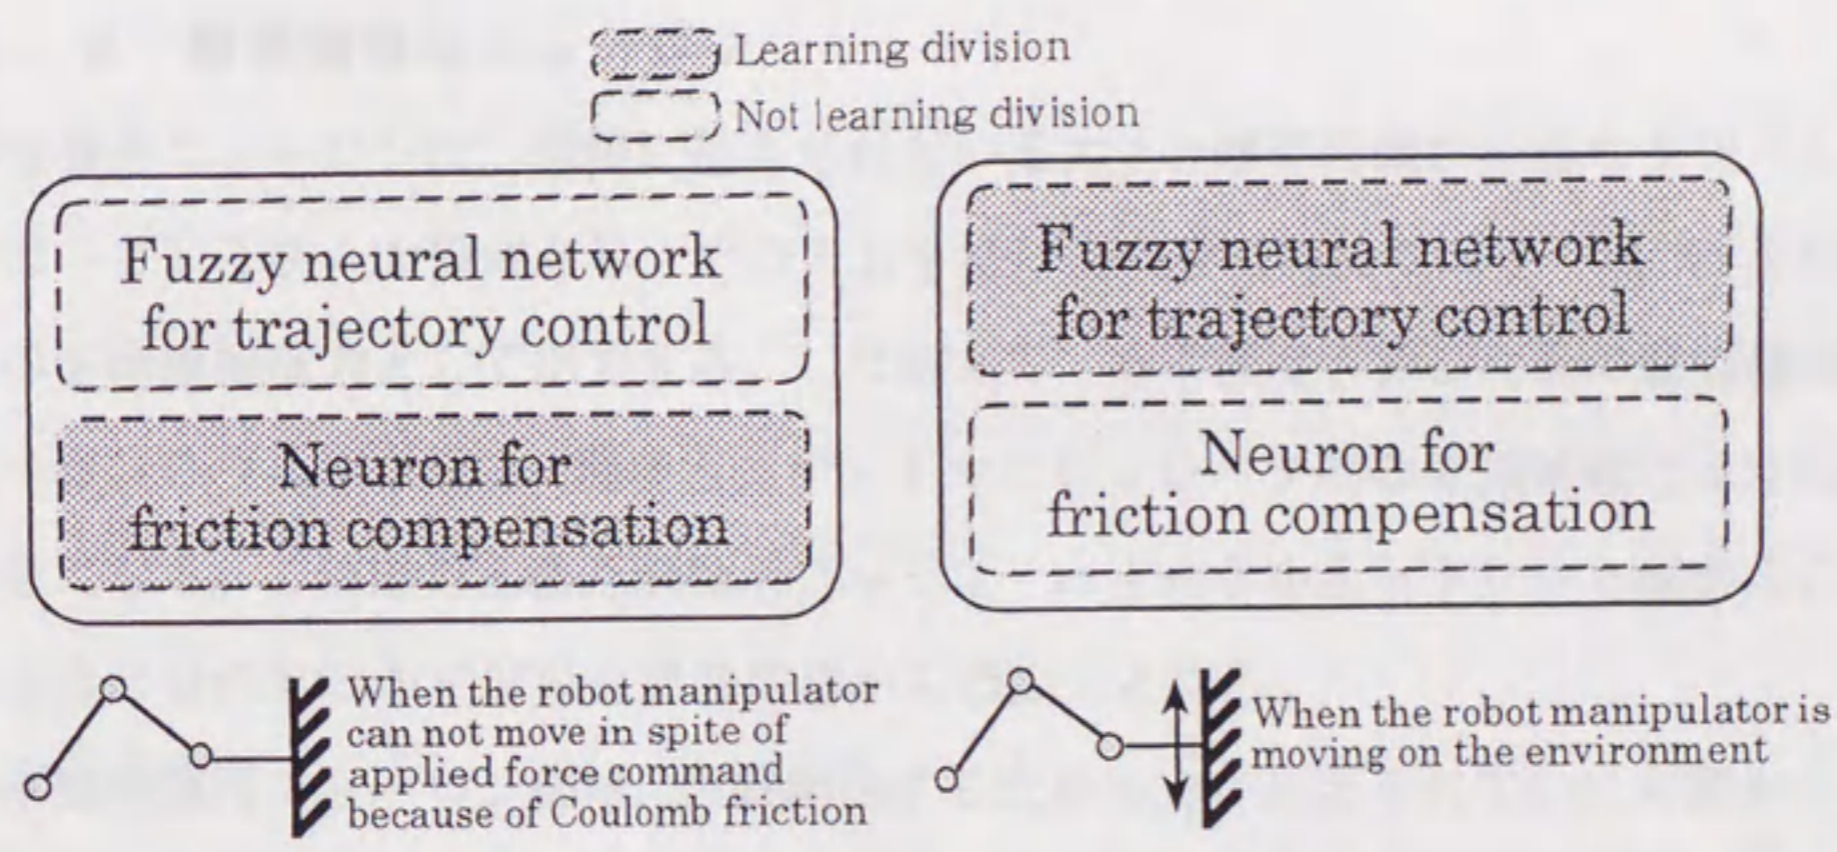 Learning division
Not learning division
Fuzzy neural network
for trajectory control
Neuron for
friction compensation
When the robot manipulator
can not move in spite of
applied force command
because of Coulomb friction
Fuzzy neural network
for trajectory control
Neuron for
friction compensation
When the robot manipulator is
moving on the environment